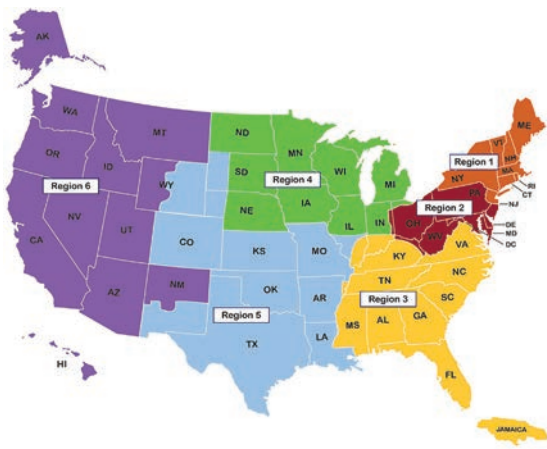 AK
WA
MT
ND
ME
OR
ID
MN
VT
NH
Region 1
MA
NY
WI
SD
WY
Region 6
Region 4
MI
RI
CT
PA
NJ
Region 2
IA
NE
NV
UT
IL
IN
OH
WV
DE
MD
DC
CA
CO
KS
MO
KY
VA
NC
TN
AZ
NM
OK
AR
Region 3
SC
Region 5
MS
AL
GA
TX
LA
HI
FL
JAMAICA